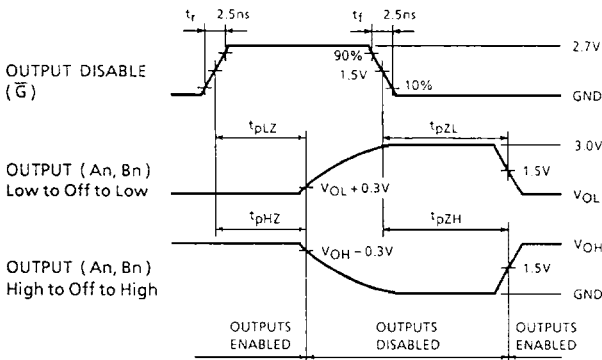 tr 2.5ns tf 2.5ns
2.7V
90%
OUTPUT DISABLE 1.5V
(G̅) 10%
GND
tpLZ tpZL
3.0V
OUTPUT (An, Bn) 1.5V
Low to Off to Low VOL + 0.3V
VOL
tpHZ tpZH
VOH
VOH − 0.3V
OUTPUT (An, Bn) 1.5V
High to Off to High
GND
OUTPUTS OUTPUTS OUTPUTS
ENABLED DISABLED ENABLED